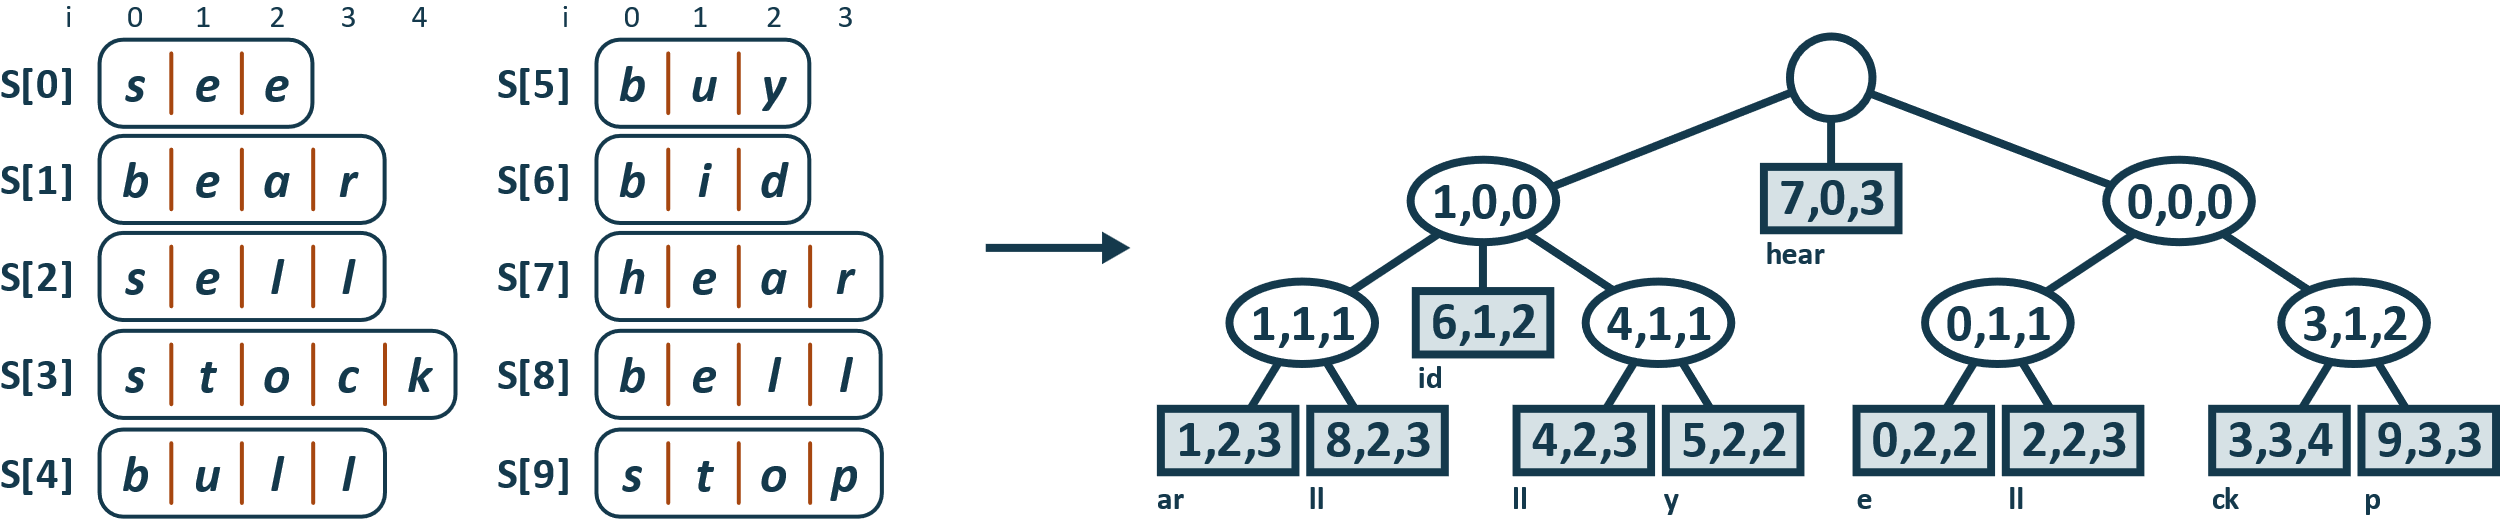 i 0 1 2 3 4
S[0] s e e
S[1] b e a r
S[2] s e l l
S[3] s t o c k
S[4] b u l l
i 0 1 2 3
S[5] b u y
S[6] b i d
S[7] h e a r
S[8] b e l l
S[9] s t o p
1,0,0 7,0,3 0,0,0
hear
1,1,1 6,1,2 4,1,1 0,1,1 3,1,2
id
1,2,3 8,2,3 4,2,3 5,2,2 0,2,2 2,2,3 3,3,4 9,3,3
ar ll ll y e ll ck p